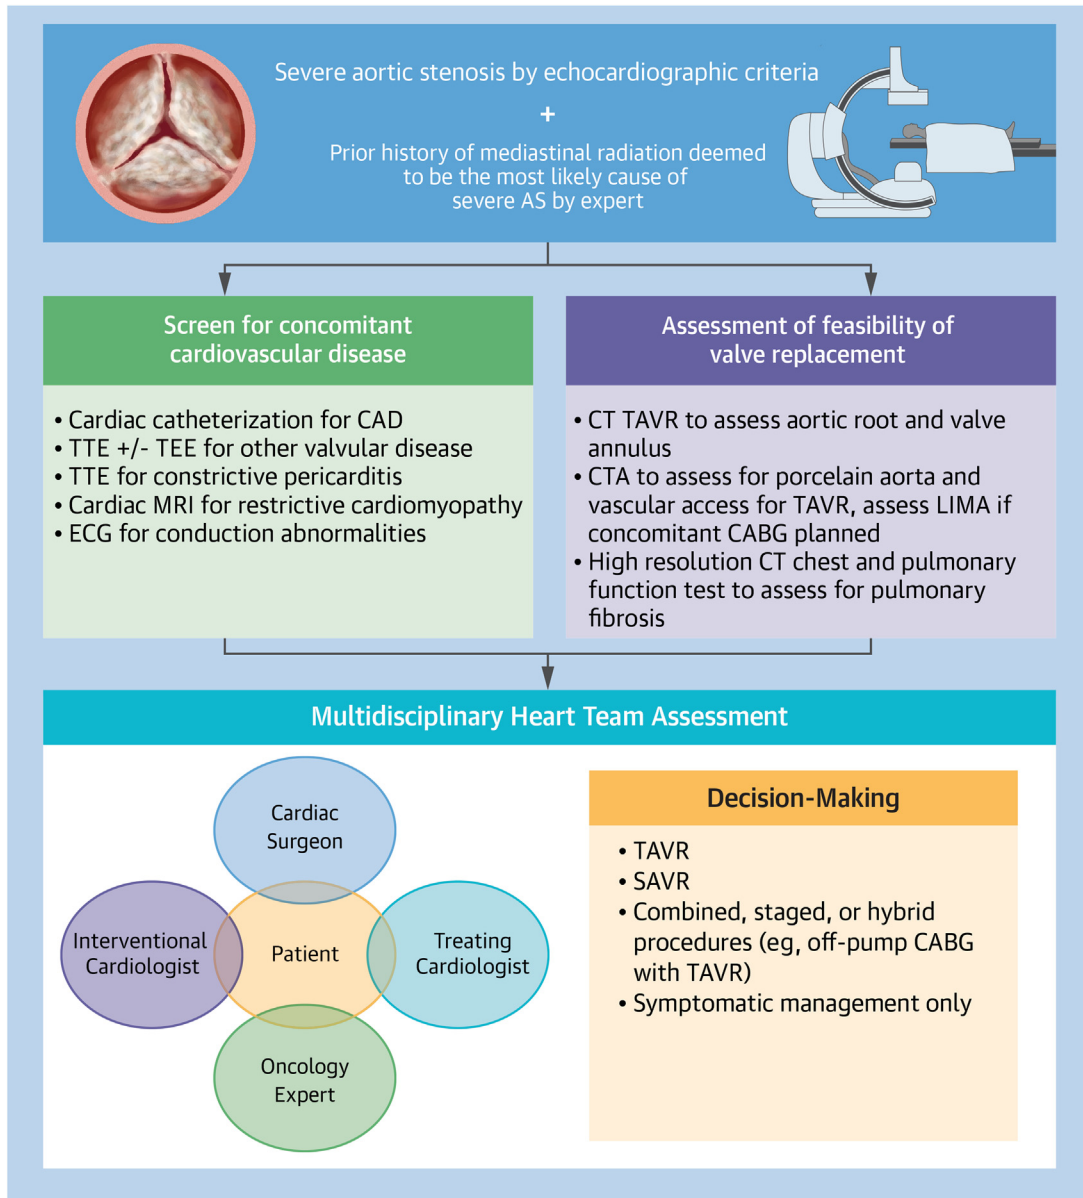 Severe aortic stenosis by echocardiographic criteria
+
Prior history of mediastinal radiation deemed
to be the most likely cause of
severe AS by expert
Screen for concomitant
cardiovascular disease
• Cardiac catheterization for CAD
• TTE +/- TEE for other valvular disease
• TTE for constrictive pericarditis
• Cardiac MRI for restrictive cardiomyopathy
• ECG for conduction abnormalities
Assessment of feasibility of
valve replacement
• CT TAVR to assess aortic root and valve
annulus
• CTA to assess for porcelain aorta and
vascular access for TAVR, assess LIMA if
concomitant CABG planned
• High resolution CT chest and pulmonary
function test to assess for pulmonary
fibrosis
Multidisciplinary Heart Team Assessment
Cardiac
Surgeon
Interventional
Cardiologist
Patient
Treating
Cardiologist
Oncology
Expert
Decision-Making
• TAVR
• SAVR
• Combined, staged, or hybrid
procedures (eg, off-pump CABG
with TAVR)
• Symptomatic management only